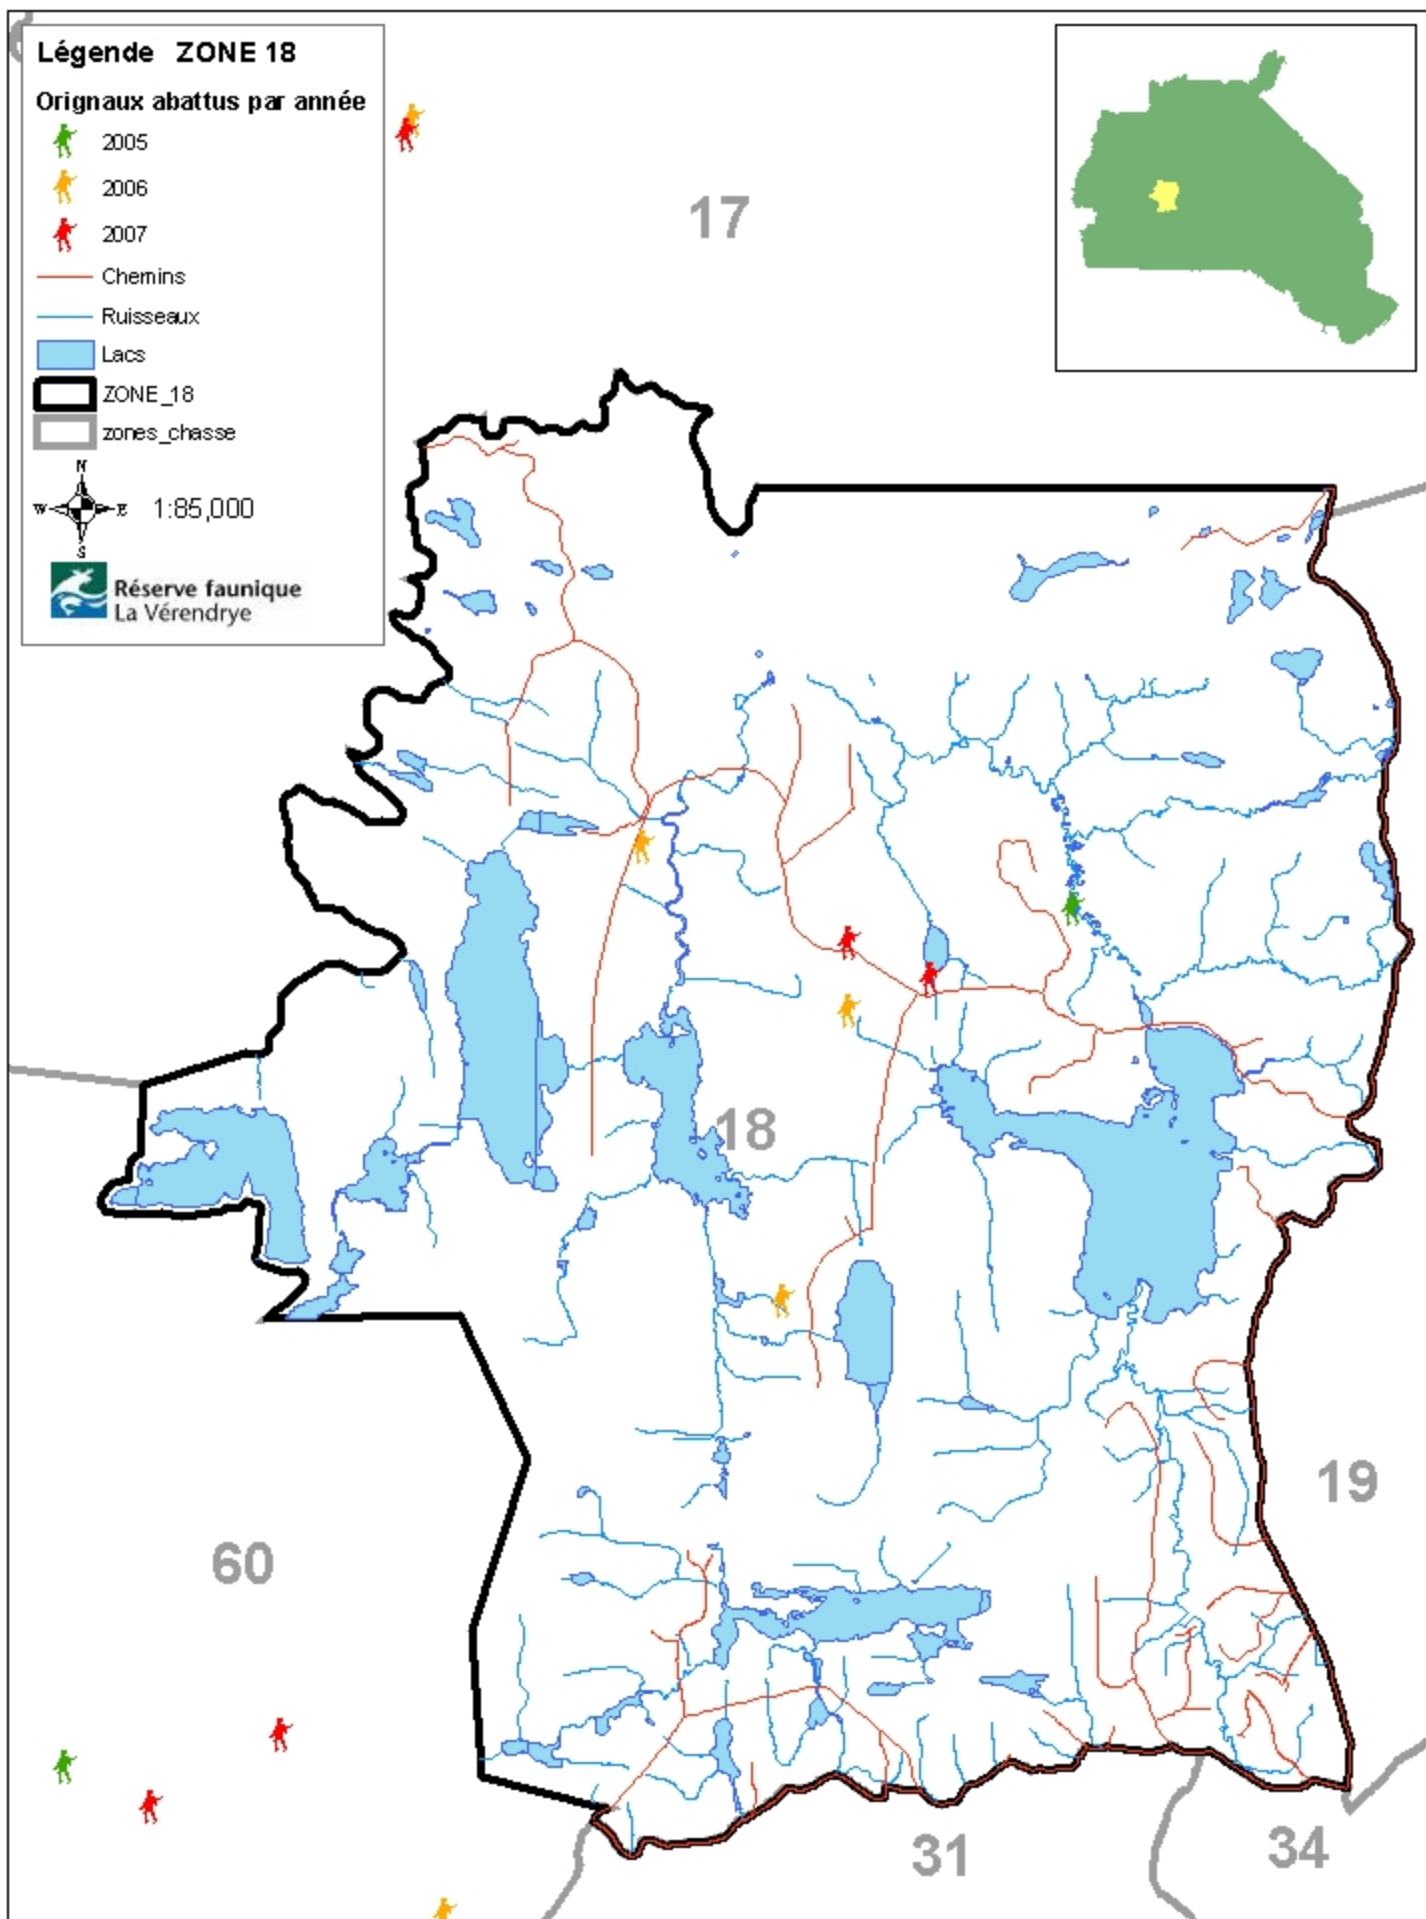 Légende ZONE 18
Orignaux abattus par année
2005
2006
2007
Chemins
Ruisseaux
Lacs
ZONE_18
zones_chasse
N
W E
S
1:85,000
Réserve faunique
La Vérendrye
17
18
19
60
31
34